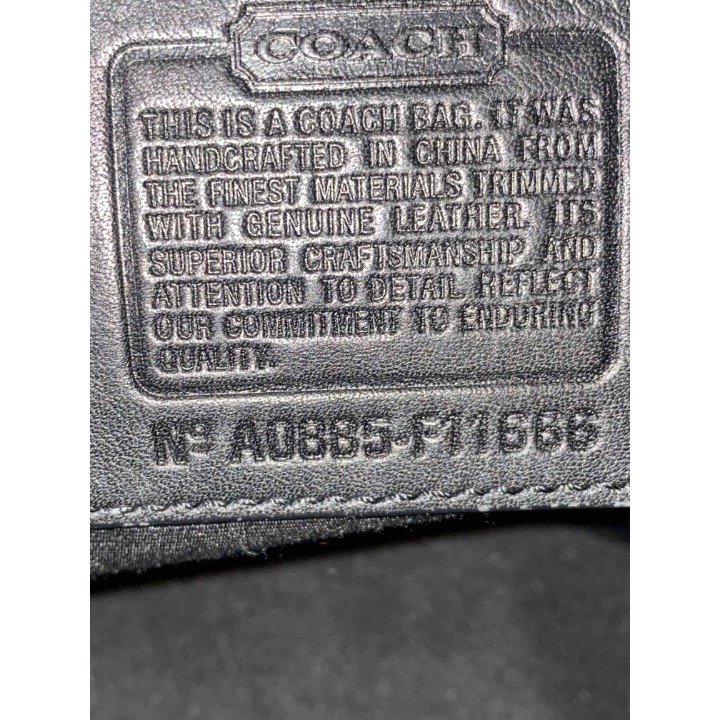 COACH
THIS IS A COACH BAG. IT WAS
HANDCRAFTED IN CHINA FROM
THE FINEST MATERIALS TRIMMED
WITH GENUINE LEATHER. ITS
SUPERIOR CRAFTSMANSHIP AND
ATTENTION TO DETAIL REFLECT
OUR COMMITMENT TO ENDURING
QUALITY.
Nº A0885-F11666